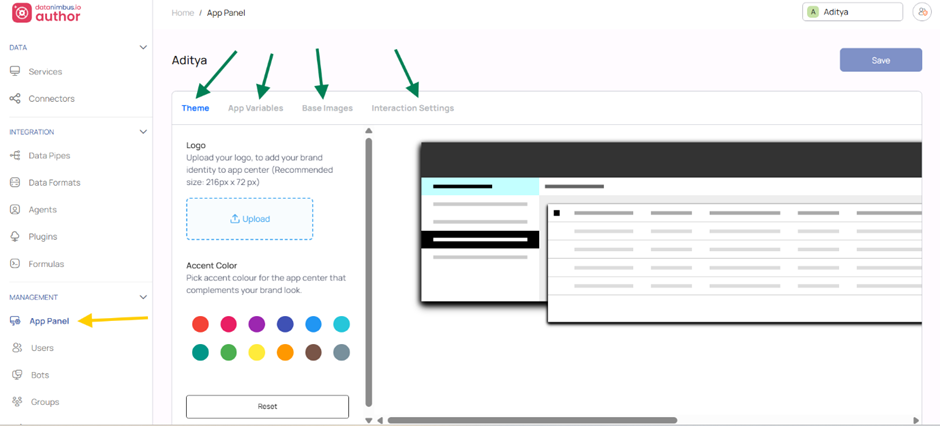 datanimbus.io
author
Home / App Panel
A Aditya
DATA
Services
Connectors
INTEGRATION
Data Pipes
Data Formats
Agents
Plugins
Formulas
MANAGEMENT
App Panel
Users
Bots
Groups
Aditya
Save
Theme App Variables Base Images Interaction Settings
Logo
Upload your logo, to add your brand
identity to app center (Recommended
size: 216px x 72 px)
Upload
Accent Color
Pick accent colour for the app center that
complements your brand look.
Reset